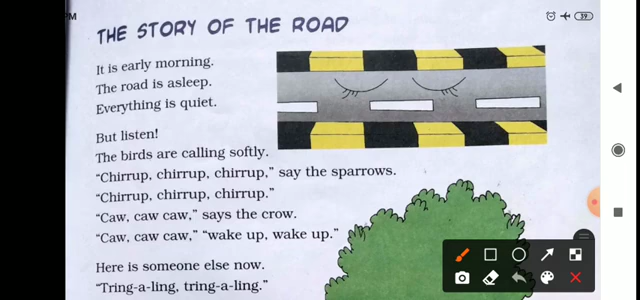 PM
39
THE STORY OF THE ROAD
It is early morning.
The road is asleep.
Everything is quiet.
But listen!
The birds are calling softly.
“Chirrup, chirrup, chirrup,” say the sparrows.
“Chirrup, chirrup, chirrup.”
“Caw, caw caw,” says the crow.
“Caw, caw caw,” “wake up, wake up.”
Here is someone else now.
“Tring-a-ling, tring-a-ling.”